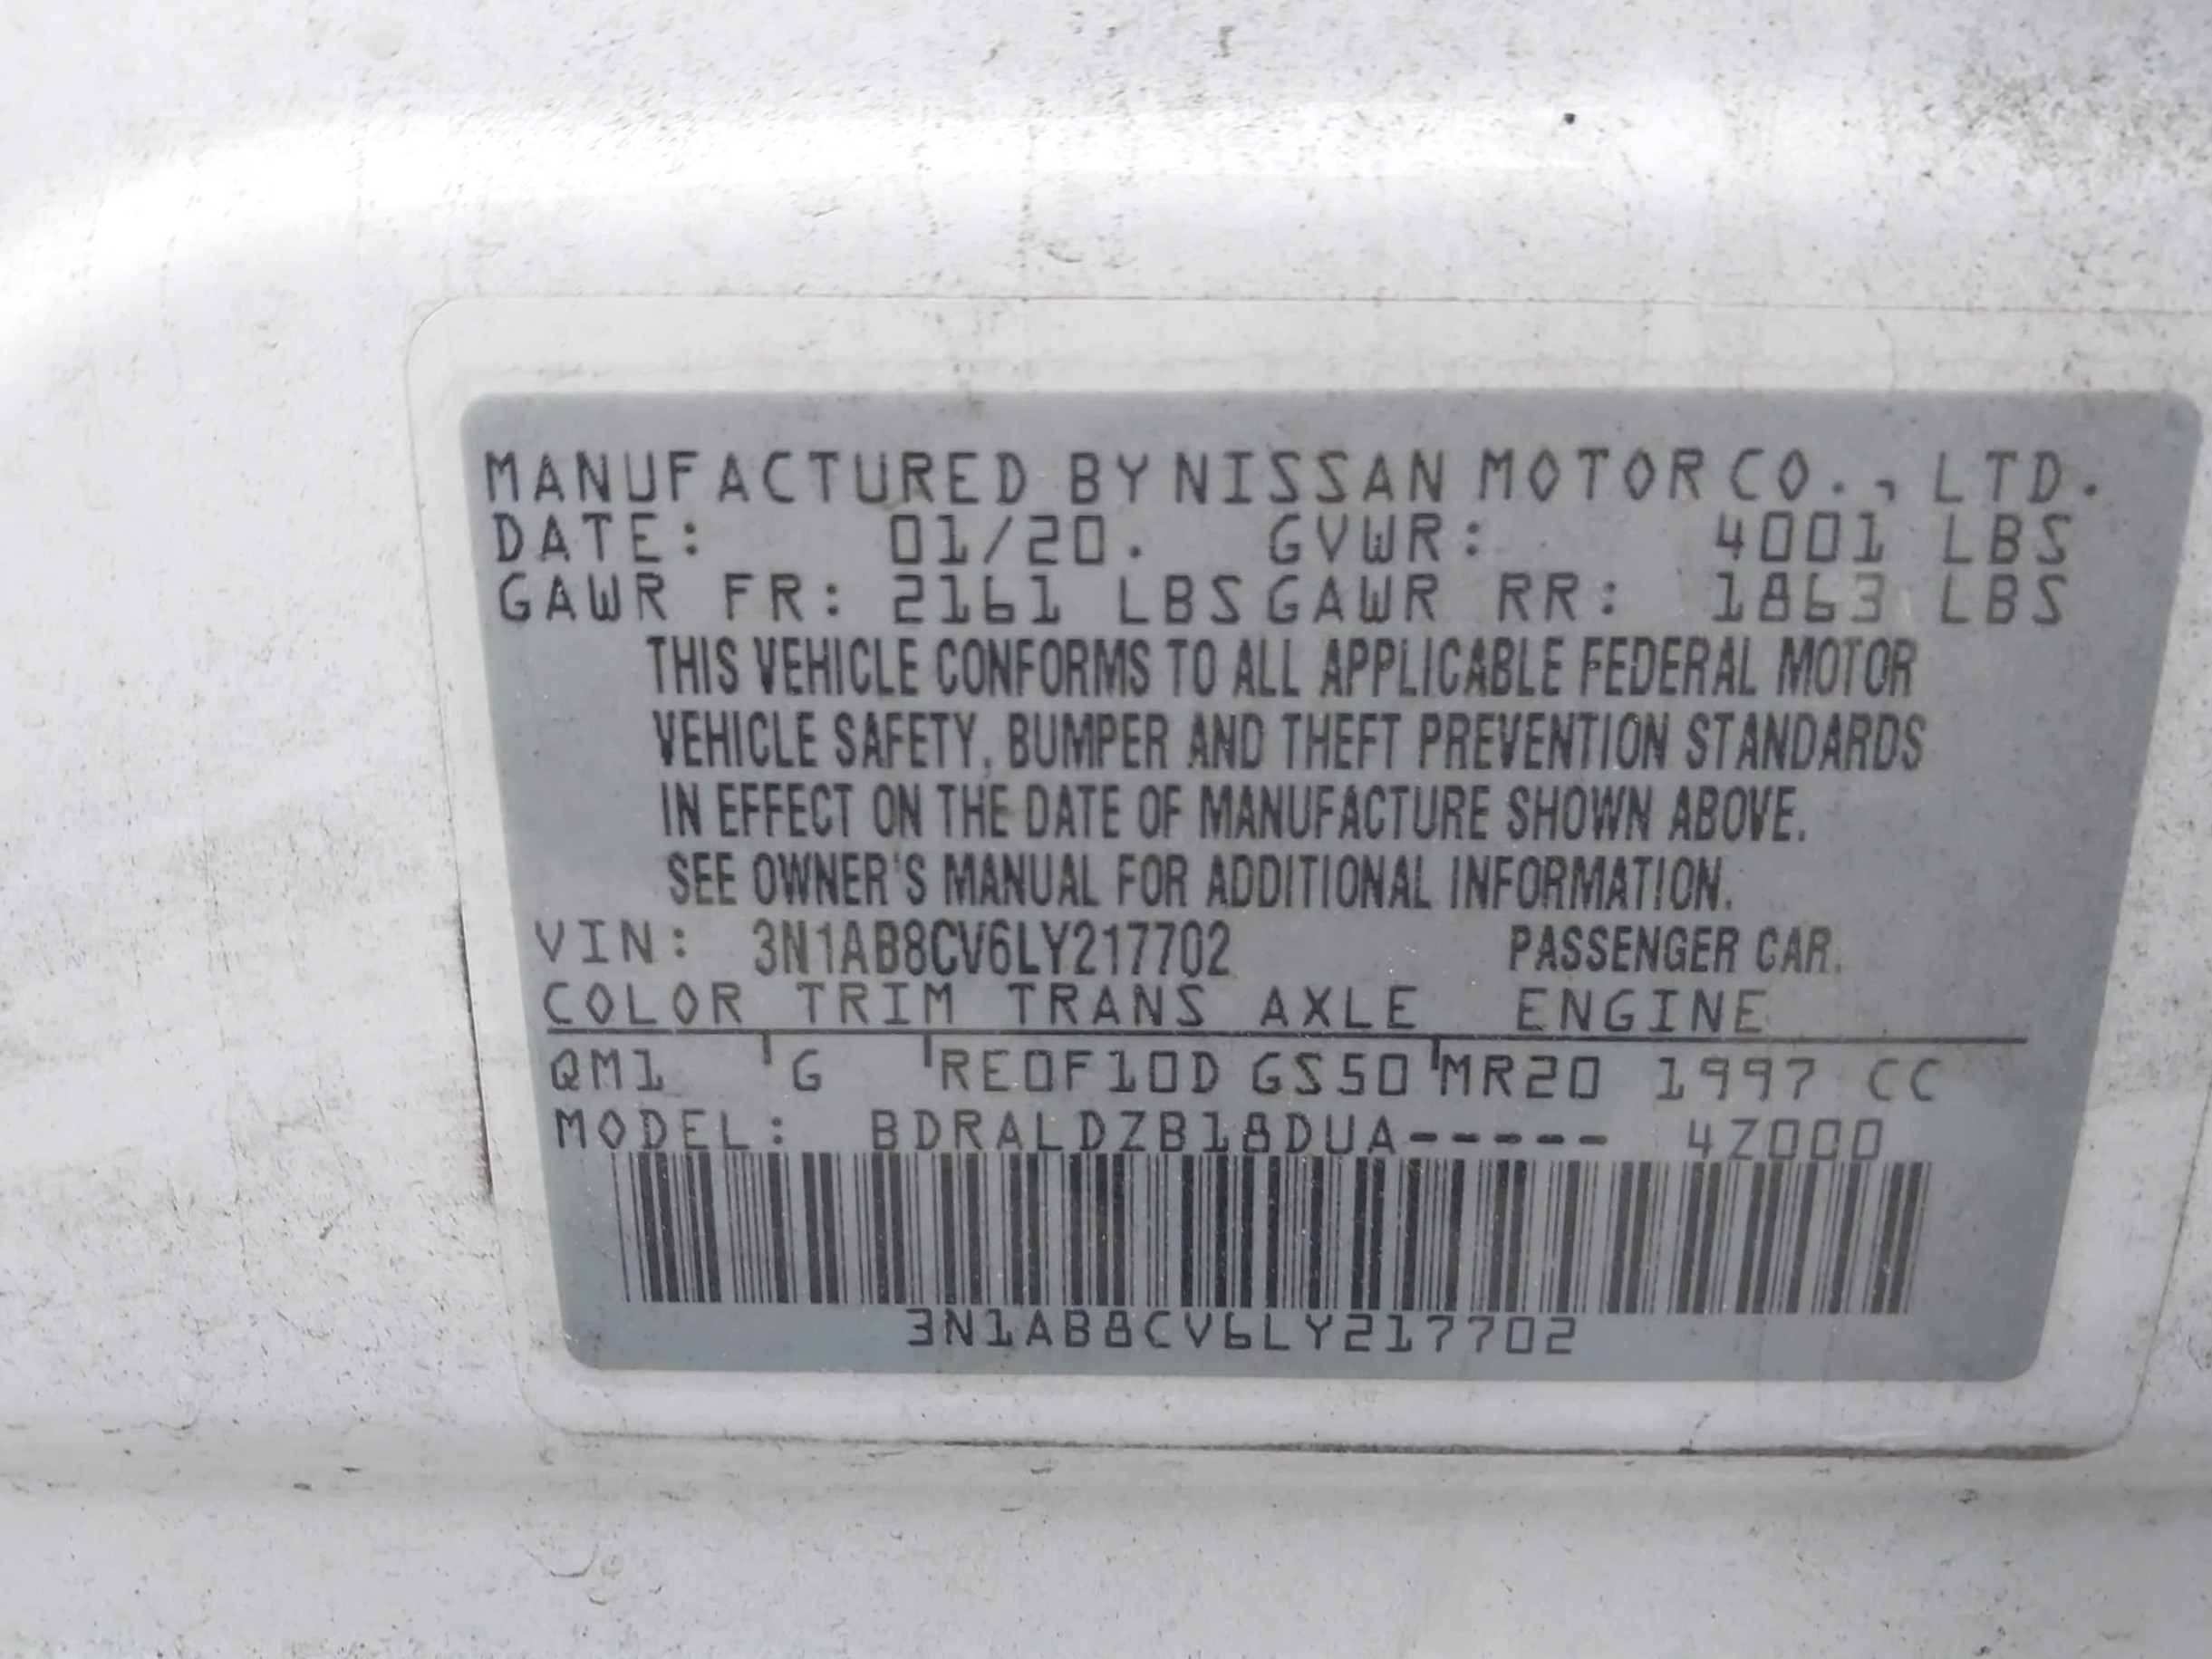 MANUFACTURED BY NISSAN MOTOR CO., LTD.
DATE: 01/20. GVWR: 4001 LBS
GAWR FR: 2161 LBS GAWR RR: 1863 LBS
THIS VEHICLE CONFORMS TO ALL APPLICABLE FEDERAL MOTOR
VEHICLE SAFETY, BUMPER AND THEFT PREVENTION STANDARDS
IN EFFECT ON THE DATE OF MANUFACTURE SHOWN ABOVE.
SEE OWNER'S MANUAL FOR ADDITIONAL INFORMATION.
VIN: 3N1AB8CV6LY217702 PASSENGER CAR.
COLOR TRIM TRANS AXLE ENGINE
QM1 G RE0F10D GS50 MR20 1997 CC
MODEL: BDRALDZB18DUA----- 4Z000
3N1AB8CV6LY217702